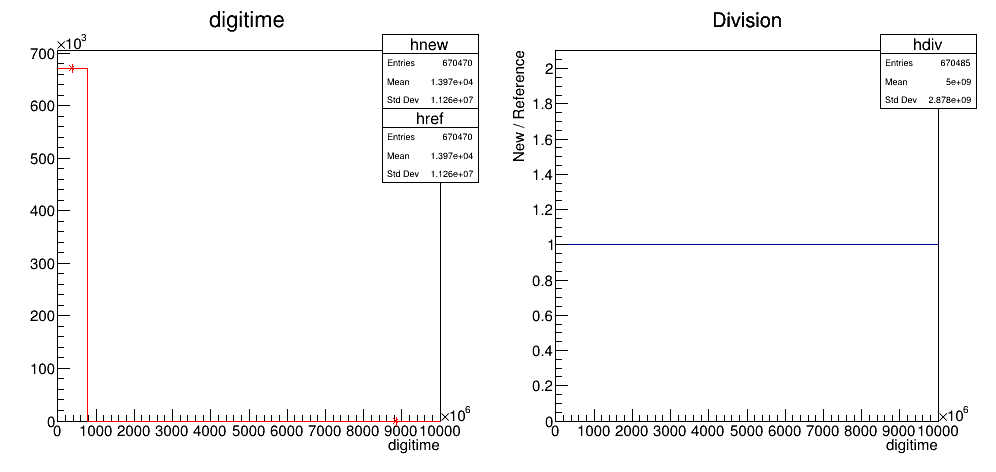 digitime
×10³
700
600
500
400
300
200
100
0
0 1000 2000 3000 4000 5000 6000 7000 8000 9000 10000
×10⁶
digitime
hnew
Entries 670470
Mean 1.397e+04
Std Dev 1.126e+07
href
Entries 670470
Mean 1.397e+04
Std Dev 1.126e+07
Division
New / Reference
2
1.8
1.6
1.4
1.2
1
0.8
0.6
0.4
0.2
0
0 1000 2000 3000 4000 5000 6000 7000 8000 9000 10000
×10⁶
digitime
hdiv
Entries 670485
Mean 5e+09
Std Dev 2.878e+09